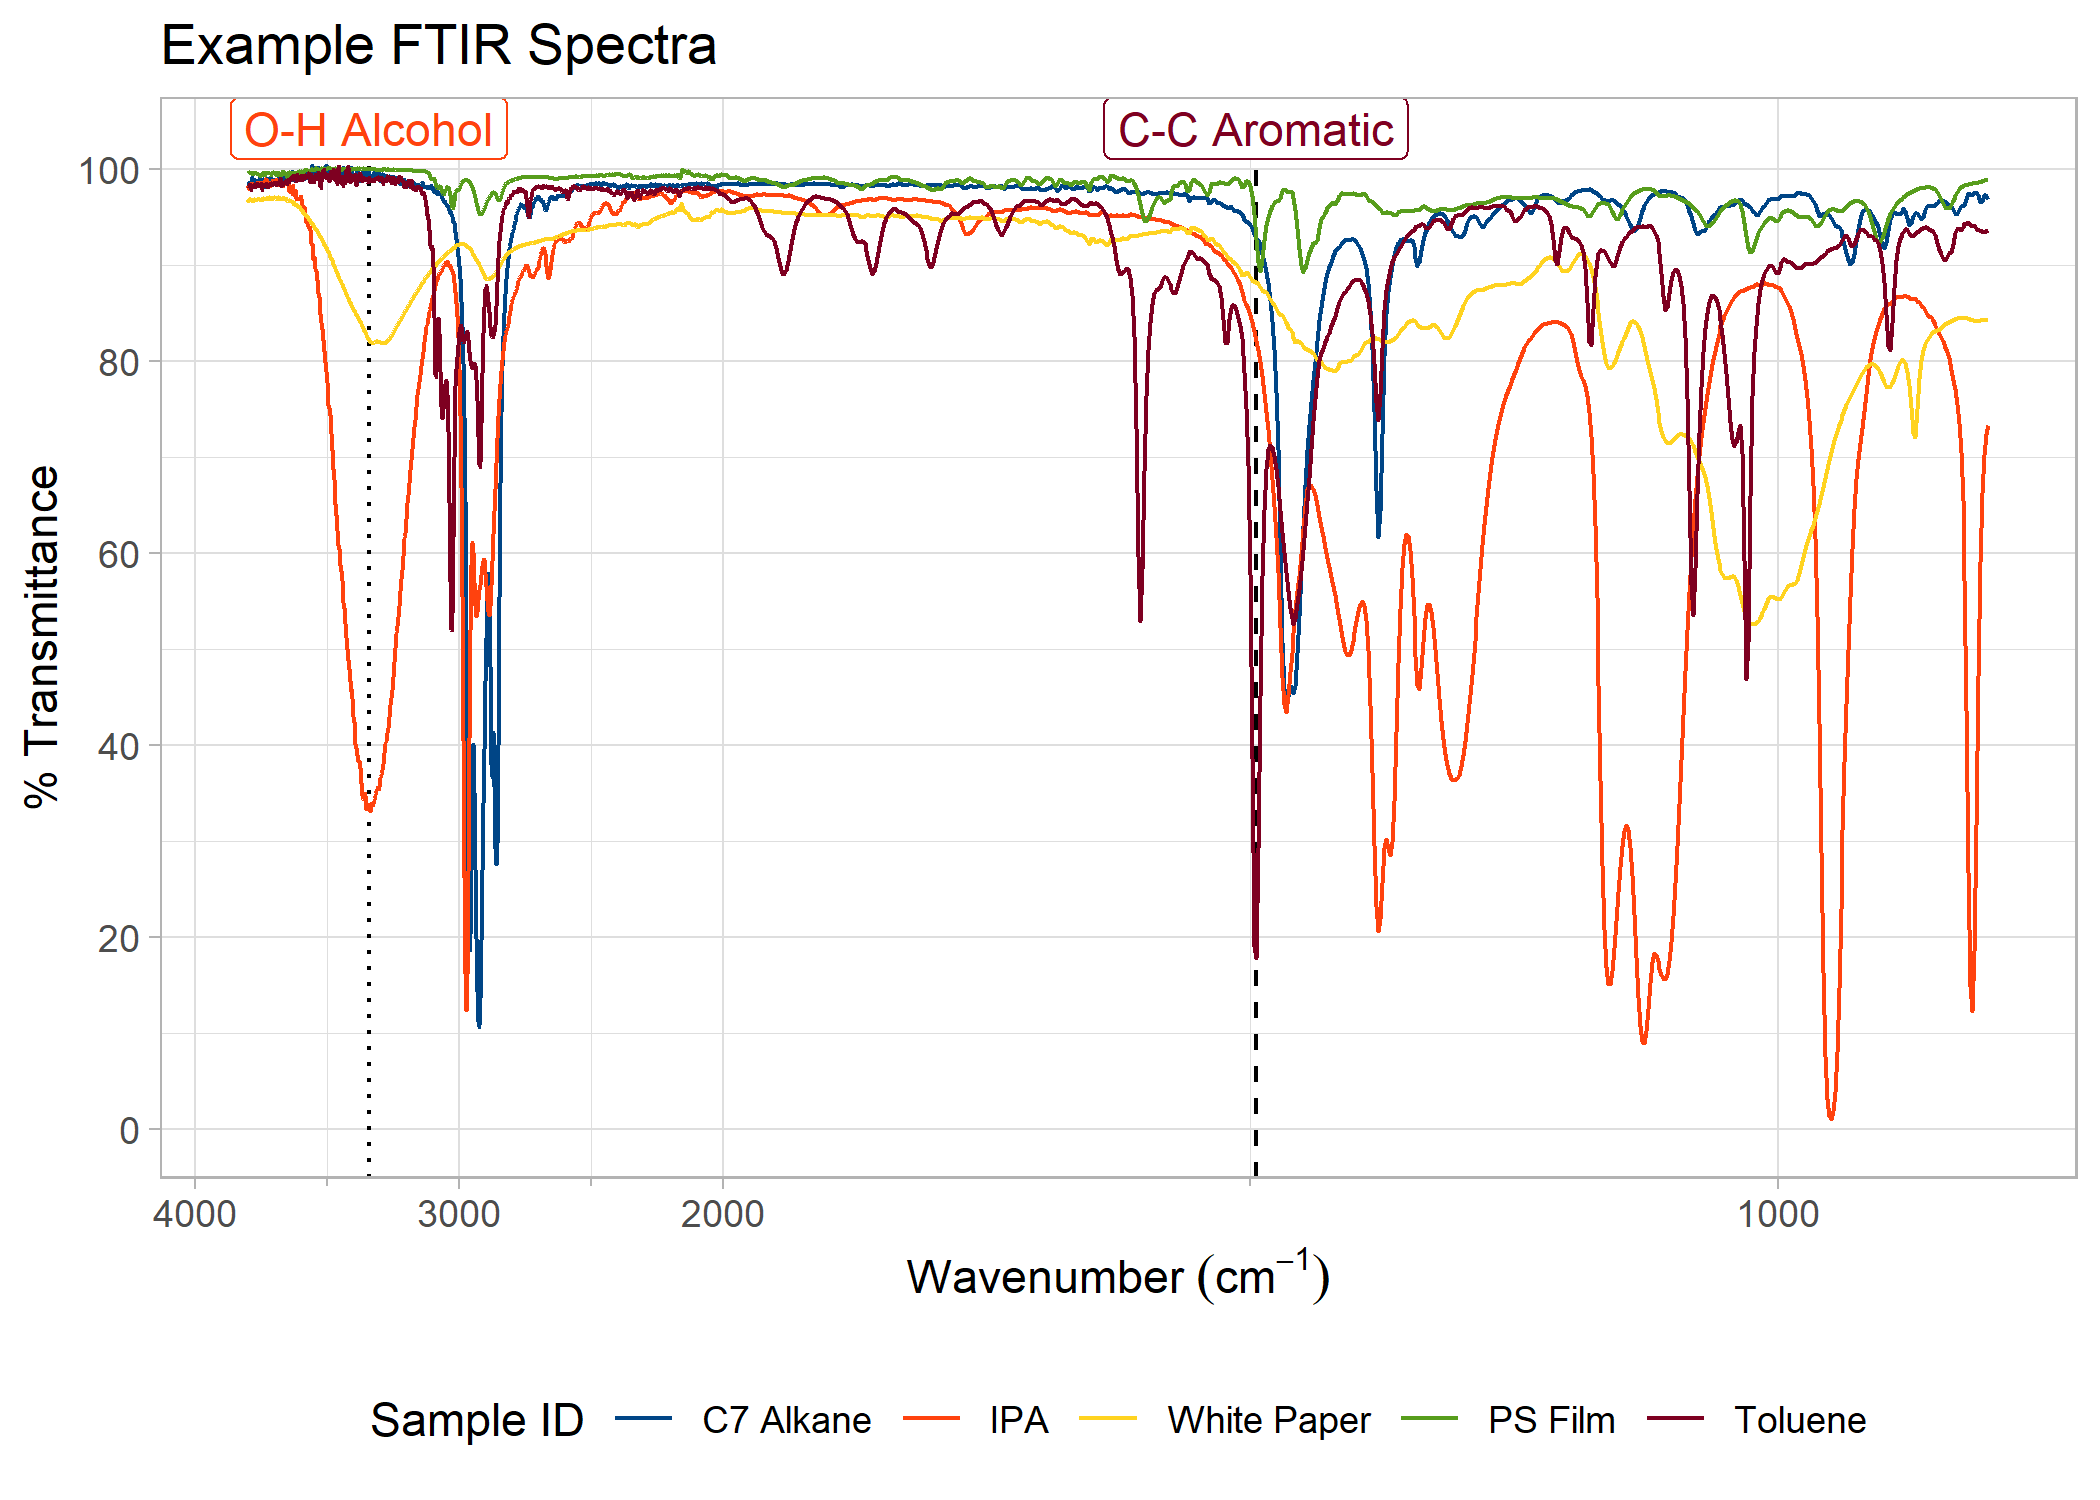 Example FTIR Spectra
O-H Alcohol
C-C Aromatic
100
80
60
40
20
0
% Transmittance
4000 3000 2000 1000
Wavenumber (cm⁻¹)
Sample ID C7 Alkane IPA White Paper PS Film Toluene